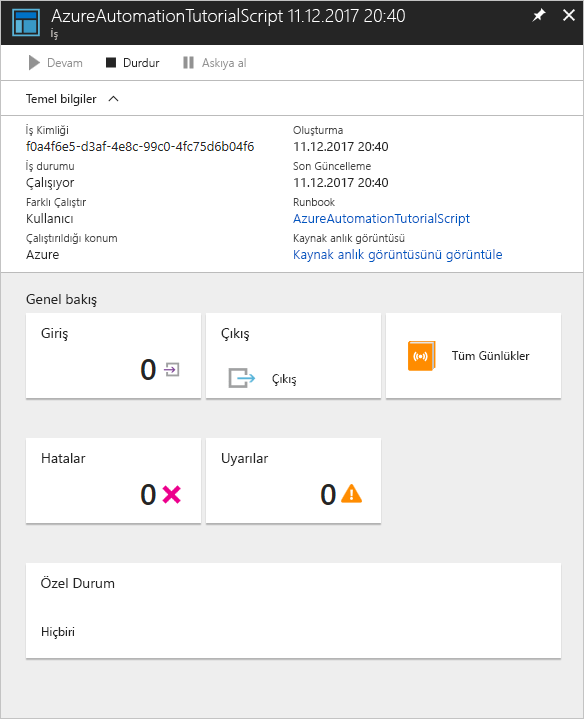 AzureAutomationTutorialScript 11.12.2017 20:40
İş
Devam Durdur Askıya al
Temel bilgiler
İş Kimliği
f0a4f6e5-d3af-4e8c-99c0-4fc75d6b04f6
İş durumu
Çalışıyor
Farklı Çalıştır
Kullanıcı
Çalıştırıldığı konum
Azure
Oluşturma
11.12.2017 20:40
Son Güncelleme
11.12.2017 20:40
Runbook
AzureAutomationTutorialScript
Kaynak anlık görüntüsü
Kaynak anlık görüntüsünü görüntüle
Genel bakış
Giriş
0
Çıkış
Çıkış
Tüm Günlükler
Hatalar
0
Uyarılar
0
Özel Durum
Hiçbiri